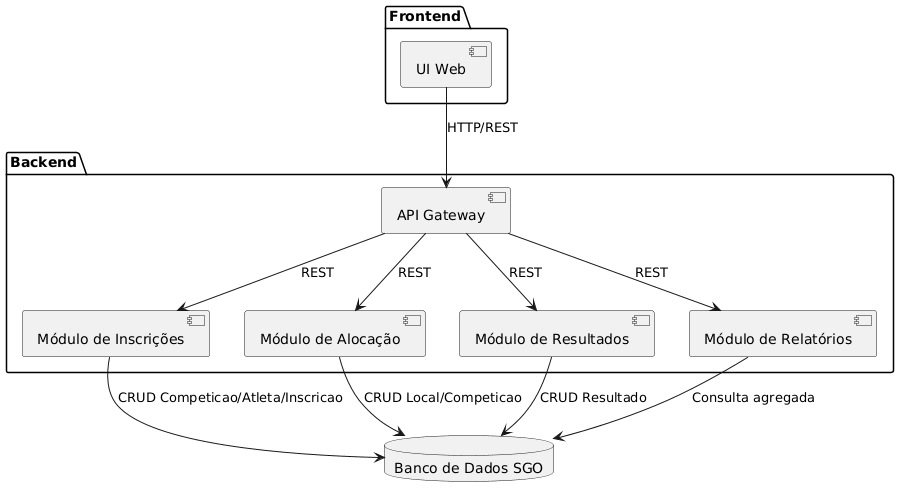 Frontend
UI Web
HTTP/REST
Backend
API Gateway
REST
REST
REST
REST
Módulo de Inscrições
Módulo de Alocação
Módulo de Resultados
Módulo de Relatórios
CRUD Competicao/Atleta/Inscricao
CRUD Local/Competicao
CRUD Resultado
Consulta agregada
Banco de Dados SGO